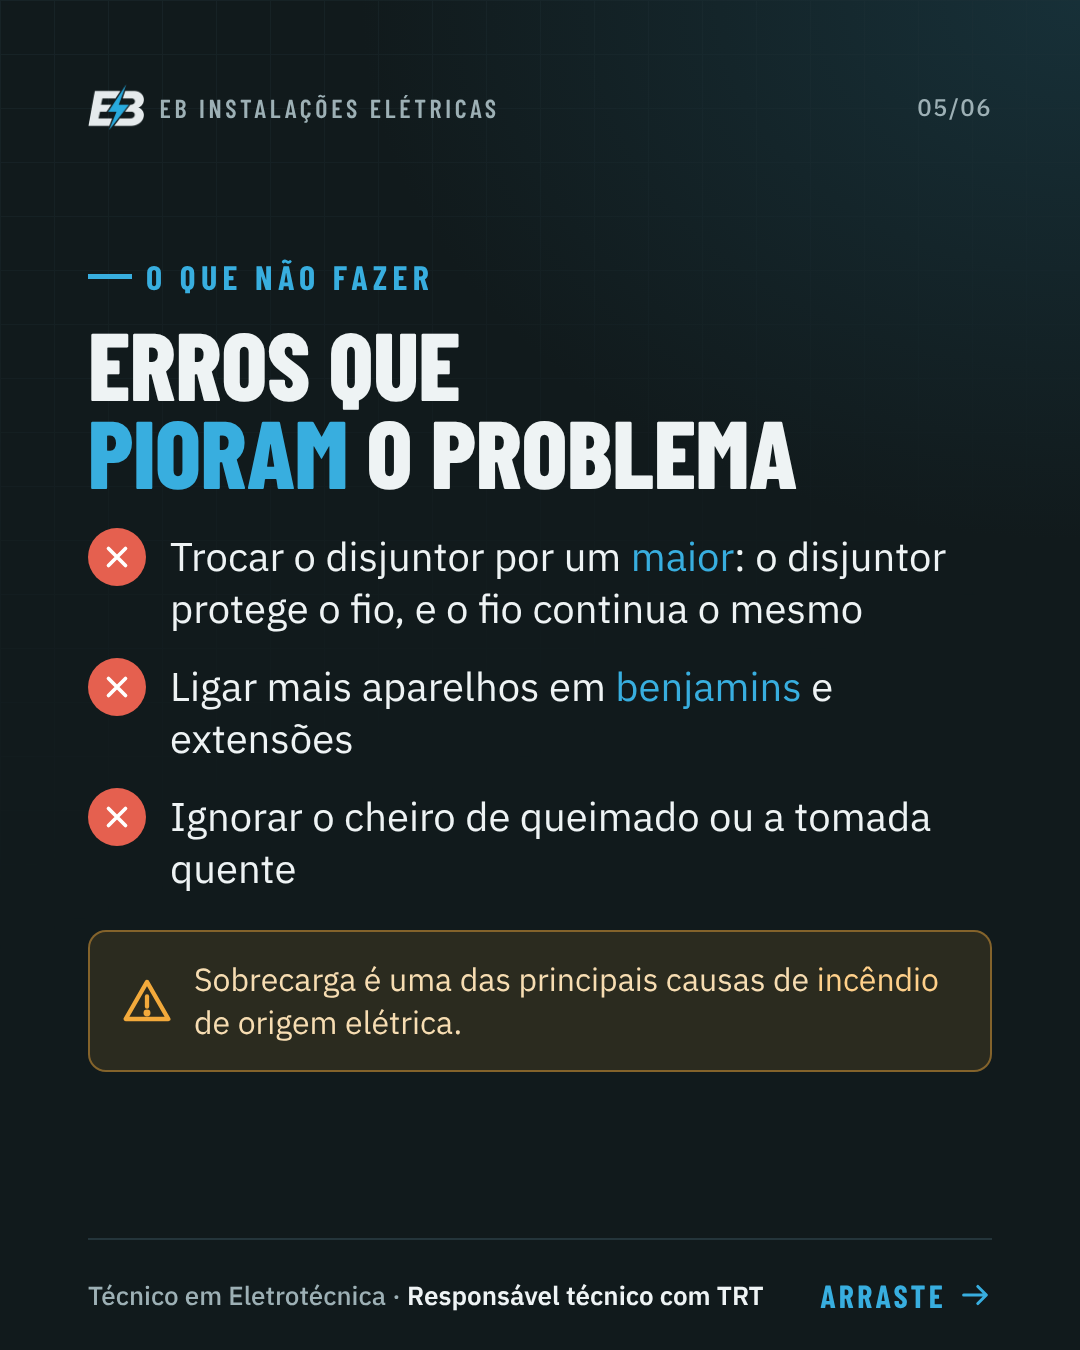 EB INSTALAÇÕES ELÉTRICAS
05/06
O QUE NÃO FAZER
ERROS QUE
PIORAM O PROBLEMA
Trocar o disjuntor por um maior: o disjuntor
protege o fio, e o fio continua o mesmo
Ligar mais aparelhos em benjamins e
extensões
Ignorar o cheiro de queimado ou a tomada
quente
Sobrecarga é uma das principais causas de incêndio
de origem elétrica.
Técnico em Eletrotécnica · Responsável técnico com TRT
ARRASTE →